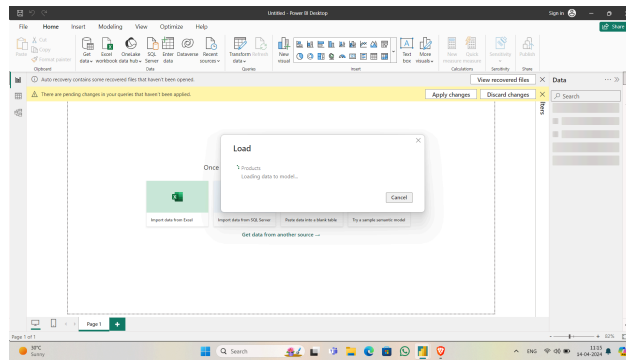 Untitled - Power BI Desktop
Sign in
File Home Insert Modeling View Optimize Help
Share
Paste
Cut
Copy
Format painter
Get data
Excel workbook
OneLake data hub
SQL Server
Enter data
Dataverse
Recent sources
Transform data
Refresh
New visual
Text box
More visuals
New measure
Quick measure
Sensitivity
Publish
Clipboard
Data
Queries
Insert
Calculations
Sensitivity
Share
Auto recovery contains some recovered files that haven't been opened.
View recovered files
There are pending changes in your queries that haven't been applied.
Apply changes
Discard changes
Data
Search
lters
Load
Products
Loading data to model...
Cancel
Once
Import data from Excel
Import data from SQL Server
Paste data into a blank table
Try a sample semantic model
Get data from another source →
Page 1
Page 1 of 1
92%
30°C
Sunny
Search
ENG
11:15
14-04-2024